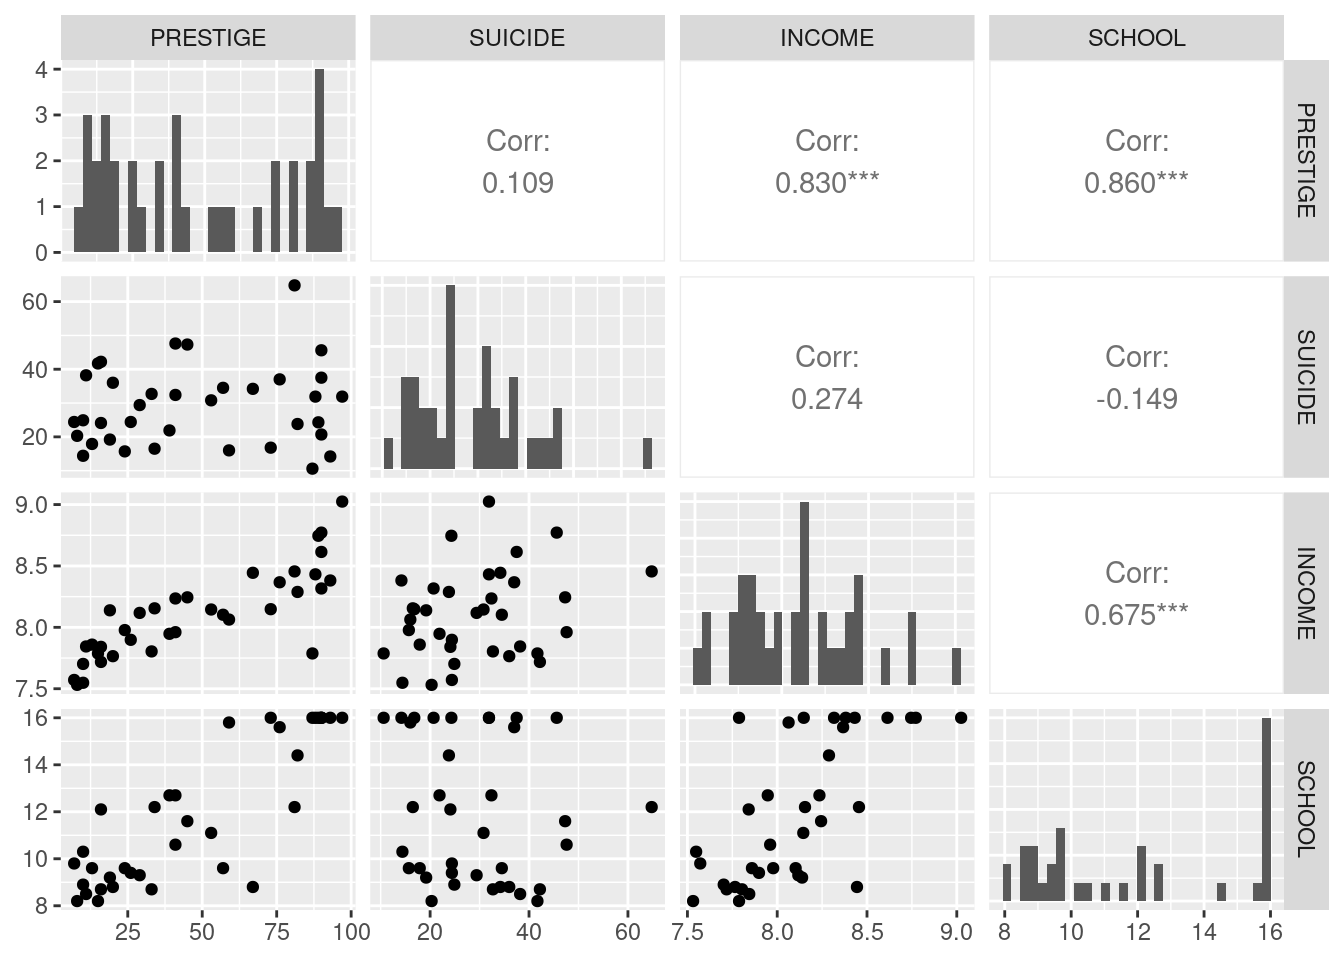 PRESTIGE SUICIDE INCOME SCHOOL
4
3
2
1
0
Corr:
0.109
Corr:
0.830***
Corr:
0.860***
PRESTIGE
60
40
20
Corr:
0.274
Corr:
-0.149
SUICIDE
9.0
8.5
8.0
7.5
Corr:
0.675***
INCOME
16
14
12
10
8
SCHOOL
25 50 75 100 20 40 60 7.5 8.0 8.5 9.0 8 10 12 14 16